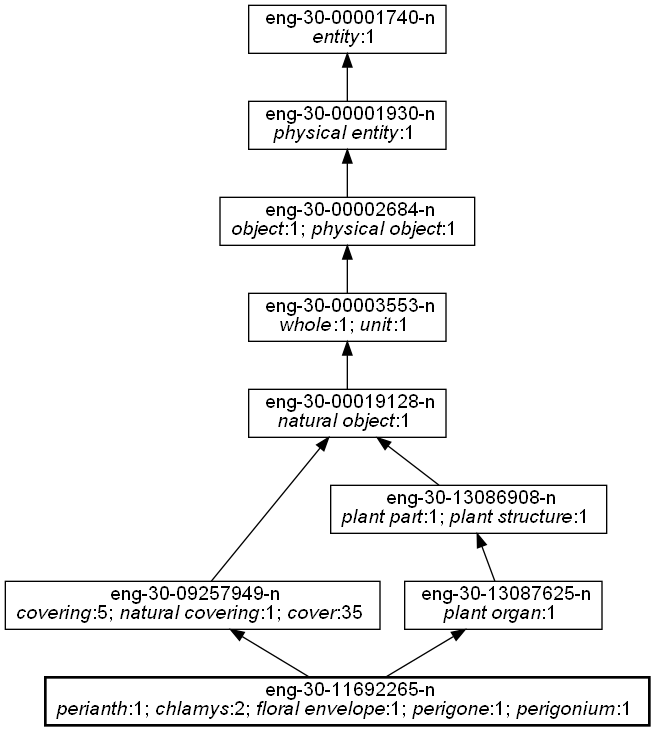 eng-30-00001740-n
entity:1
eng-30-00001930-n
physical entity:1
eng-30-00002684-n
object:1; physical object:1
eng-30-00003553-n
whole:1; unit:1
eng-30-00019128-n
natural object:1
eng-30-13086908-n
plant part:1; plant structure:1
eng-30-09257949-n
covering:5; natural covering:1; cover:35
eng-30-13087625-n
plant organ:1
eng-30-11692265-n
perianth:1; chlamys:2; floral envelope:1; perigone:1; perigonium:1